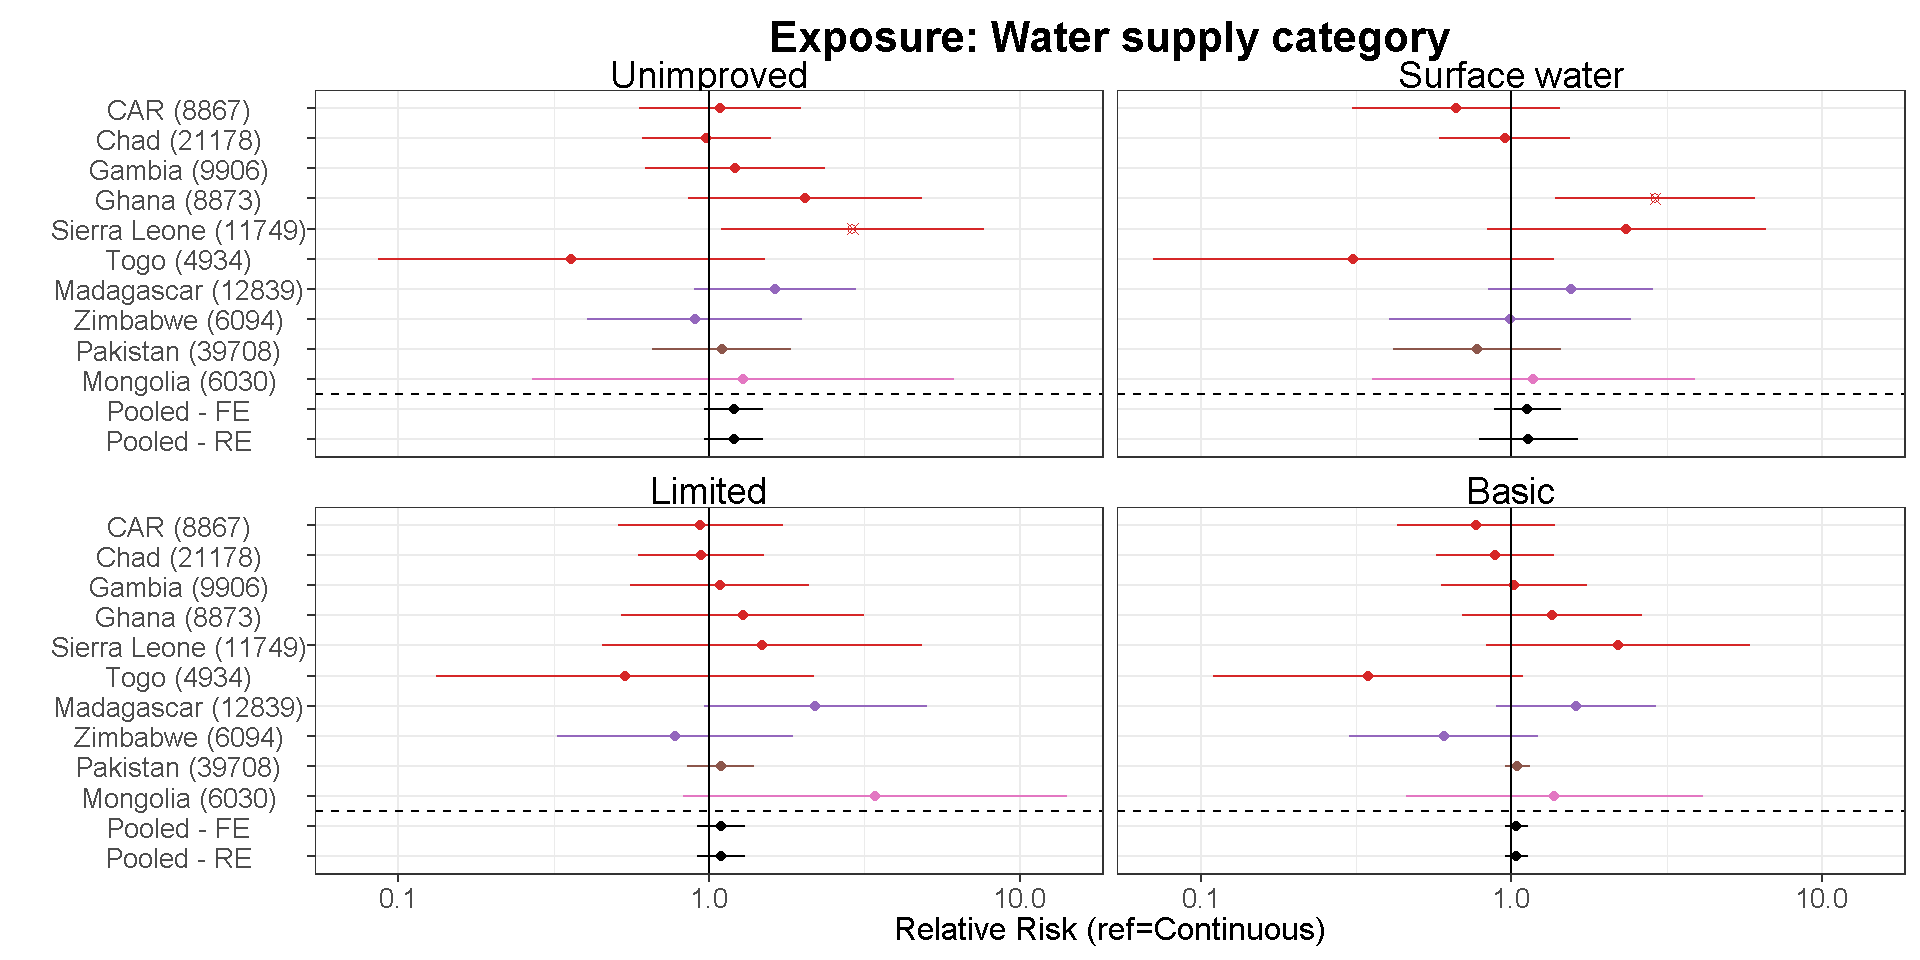 Exposure: Water supply category
Unimproved
Surface water
CAR (8867)
Chad (21178)
Gambia (9906)
Ghana (8873)
Sierra Leone (11749)
Togo (4934)
Madagascar (12839)
Zimbabwe (6094)
Pakistan (39708)
Mongolia (6030)
Pooled - FE
Pooled - RE
Limited
Basic
CAR (8867)
Chad (21178)
Gambia (9906)
Ghana (8873)
Sierra Leone (11749)
Togo (4934)
Madagascar (12839)
Zimbabwe (6094)
Pakistan (39708)
Mongolia (6030)
Pooled - FE
Pooled - RE
0.1 1.0 10.0 0.1 1.0 10.0
Relative Risk (ref=Continuous)